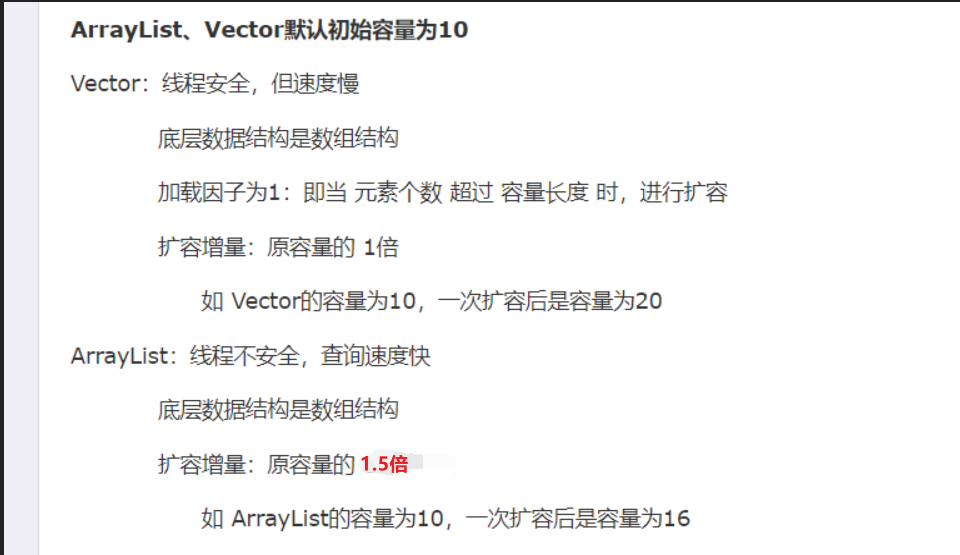 ArrayList、Vector默认初始容量为10
Vector：线程安全，但速度慢
底层数据结构是数组结构
加载因子为1：即当 元素个数 超过 容量长度 时，进行扩容
扩容增量：原容量的 1倍
如 Vector的容量为10，一次扩容后是容量为20
ArrayList：线程不安全，查询速度快
底层数据结构是数组结构
扩容增量：原容量的 1.5倍
如 ArrayList的容量为10，一次扩容后是容量为16